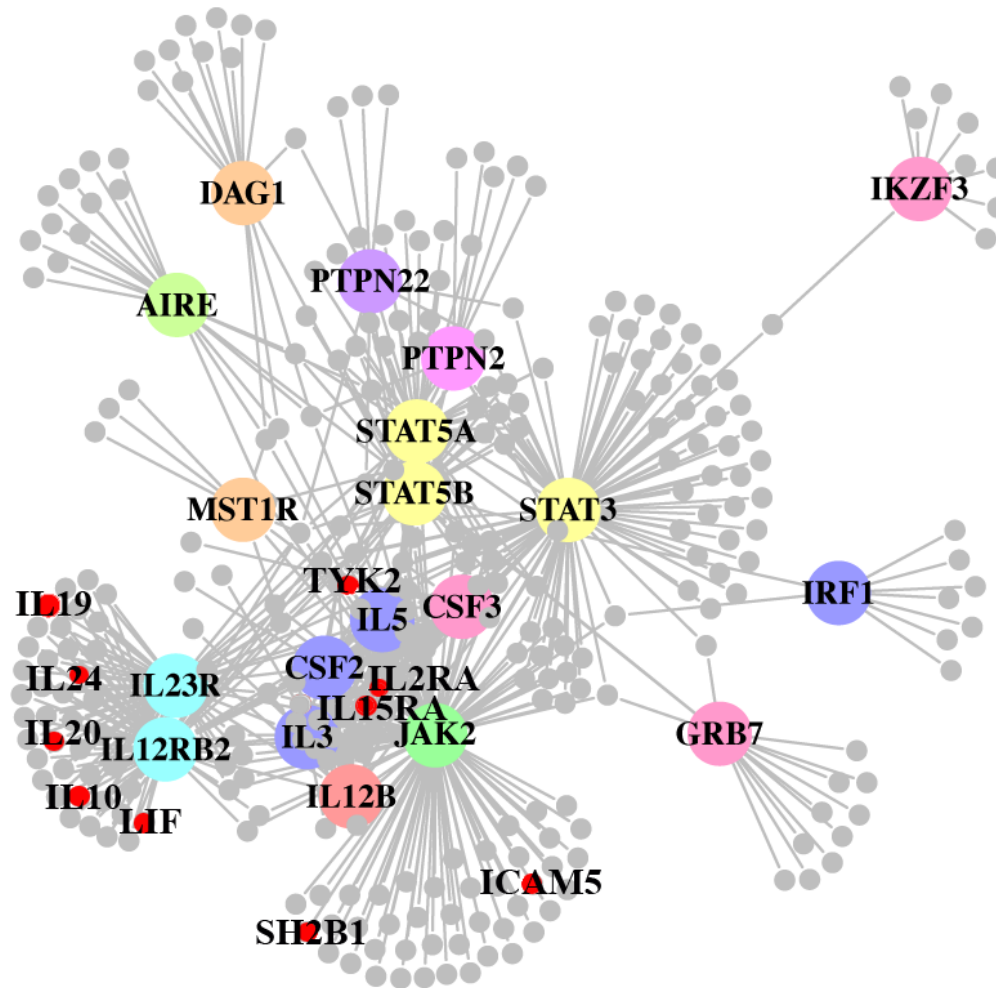 DAG1
IKZF3
PTPN22
AIRE
PTPN2
STAT5A
STAT5B
MST1R
STAT3
TYK2
IL19
IL5
CSF3
IRF1
IL24
IL23R
CSF2
IL2RA
IL15RA
IL20
IL12RB2
IL3
JAK2
GRB7
IL10
IL12B
LIF
ICAM5
SH2B1